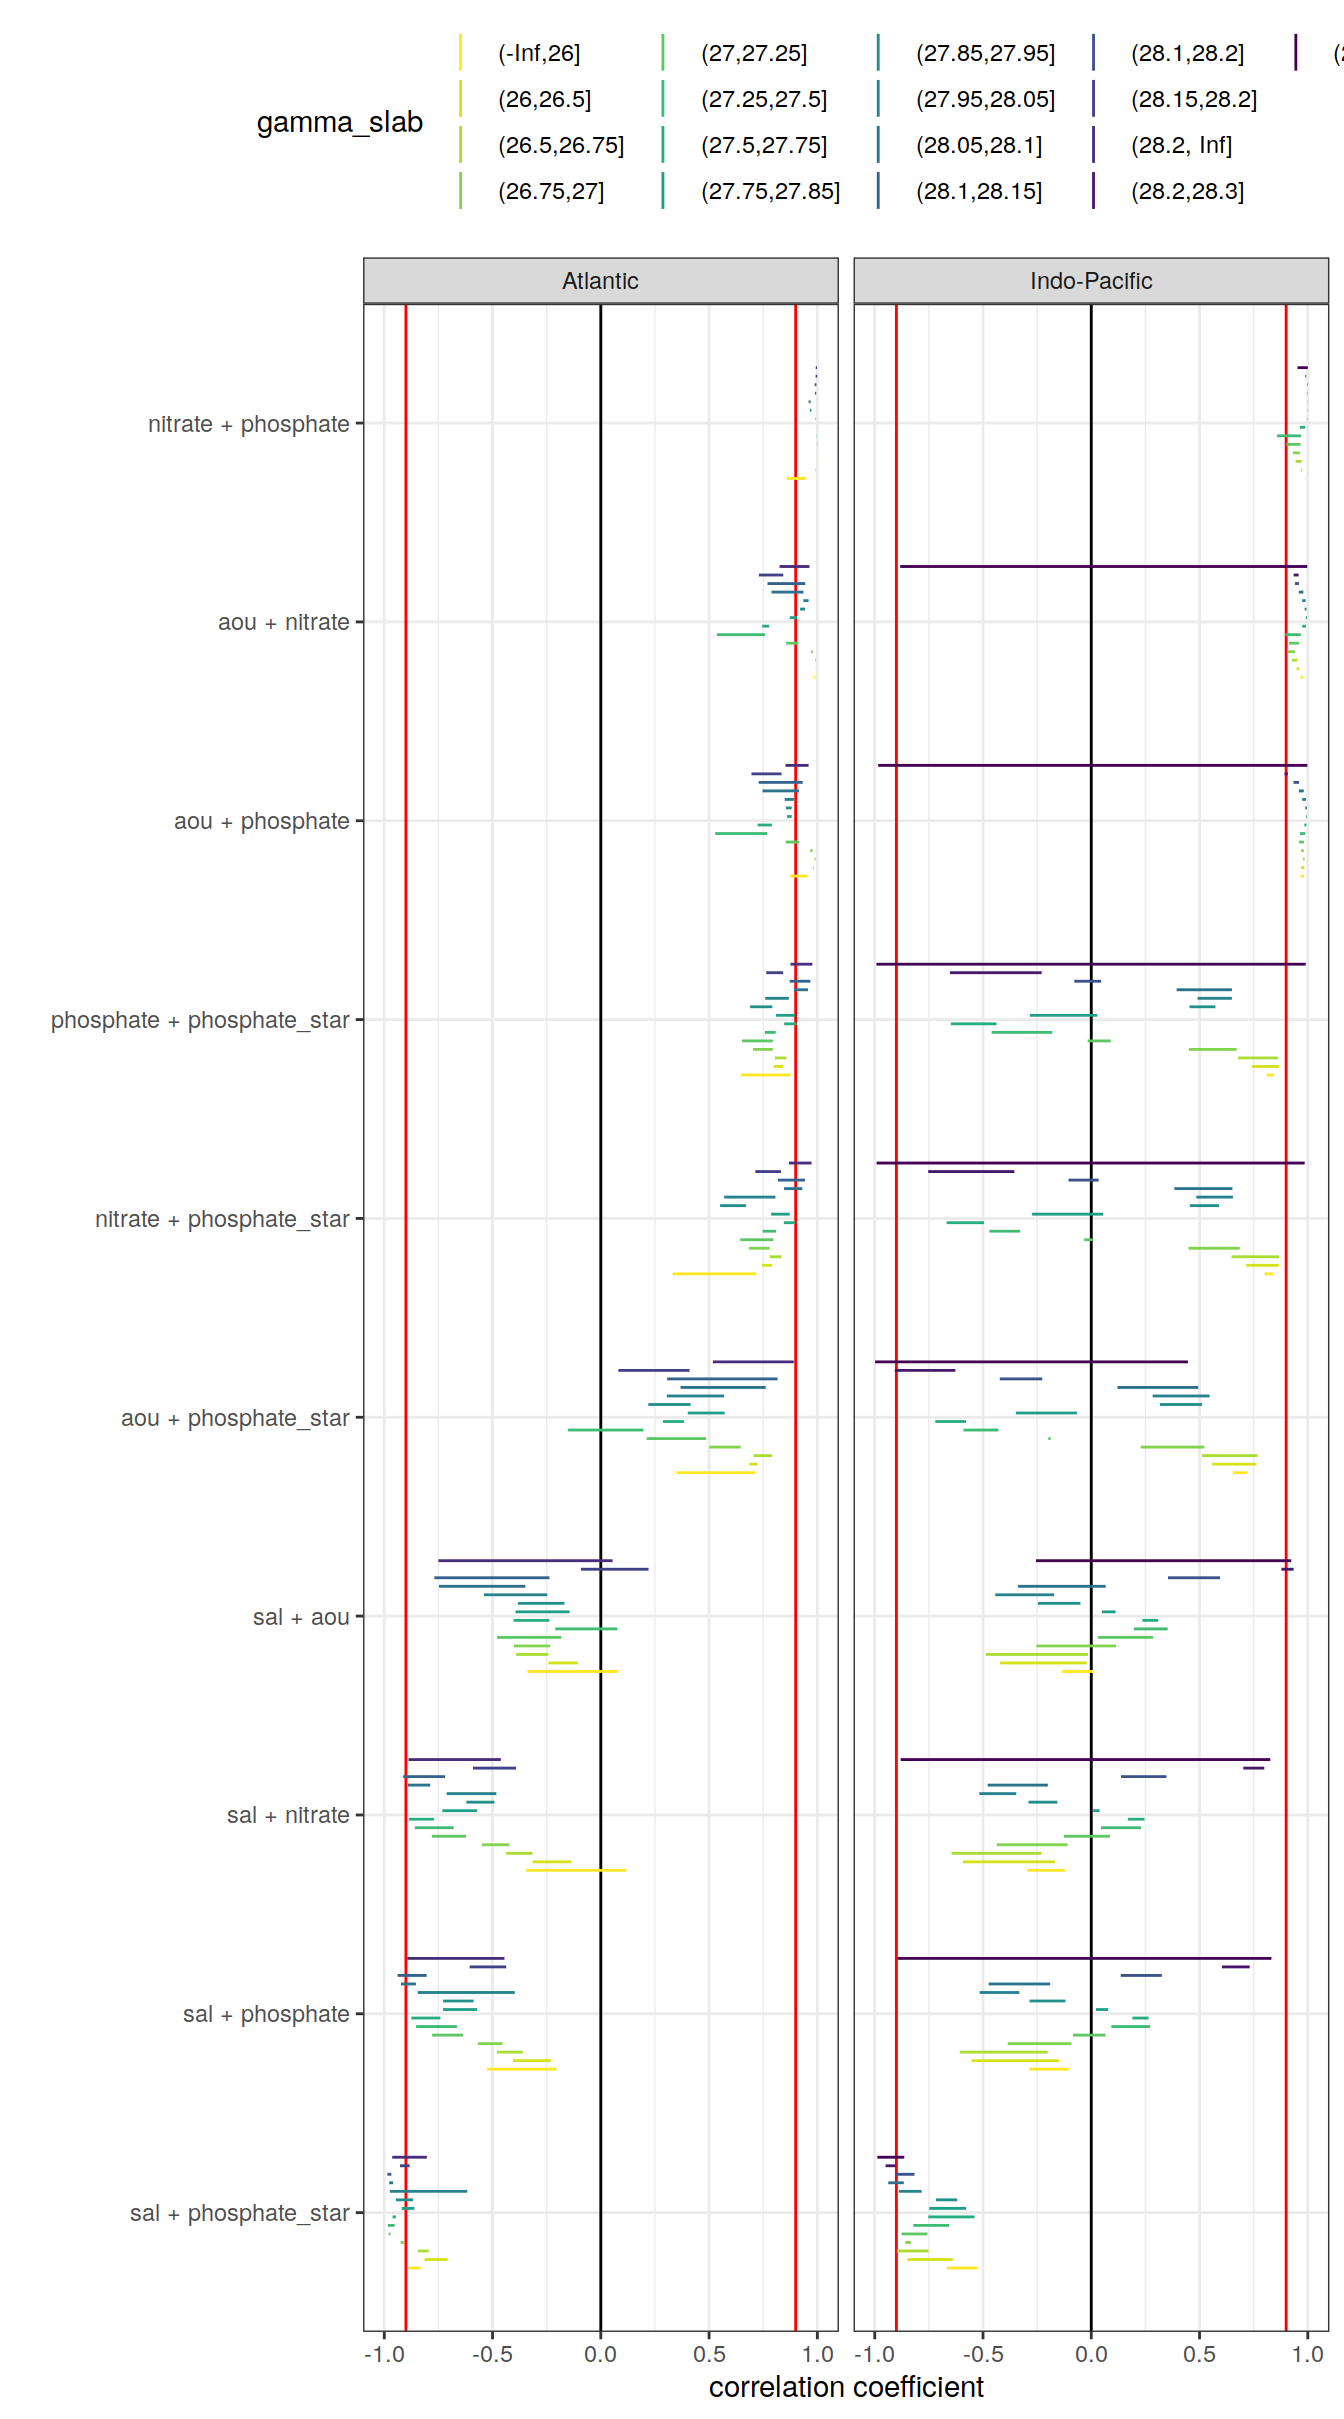 gamma_slab
(-Inf,26] (27,27.25] (27.85,27.95] (28.1,28.2] (
(26,26.5] (27.25,27.5] (27.95,28.05] (28.15,28.2]
(26.5,26.75] (27.5,27.75] (28.05,28.1] (28.2, Inf]
(26.75,27] (27.75,27.85] (28.1,28.15] (28.2,28.3]
Atlantic Indo-Pacific
nitrate + phosphate
aou + nitrate
aou + phosphate
phosphate + phosphate_star
nitrate + phosphate_star
aou + phosphate_star
sal + aou
sal + nitrate
sal + phosphate
sal + phosphate_star
-1.0 -0.5 0.0 0.5 1.0 -1.0 -0.5 0.0 0.5 1.0
correlation coefficient